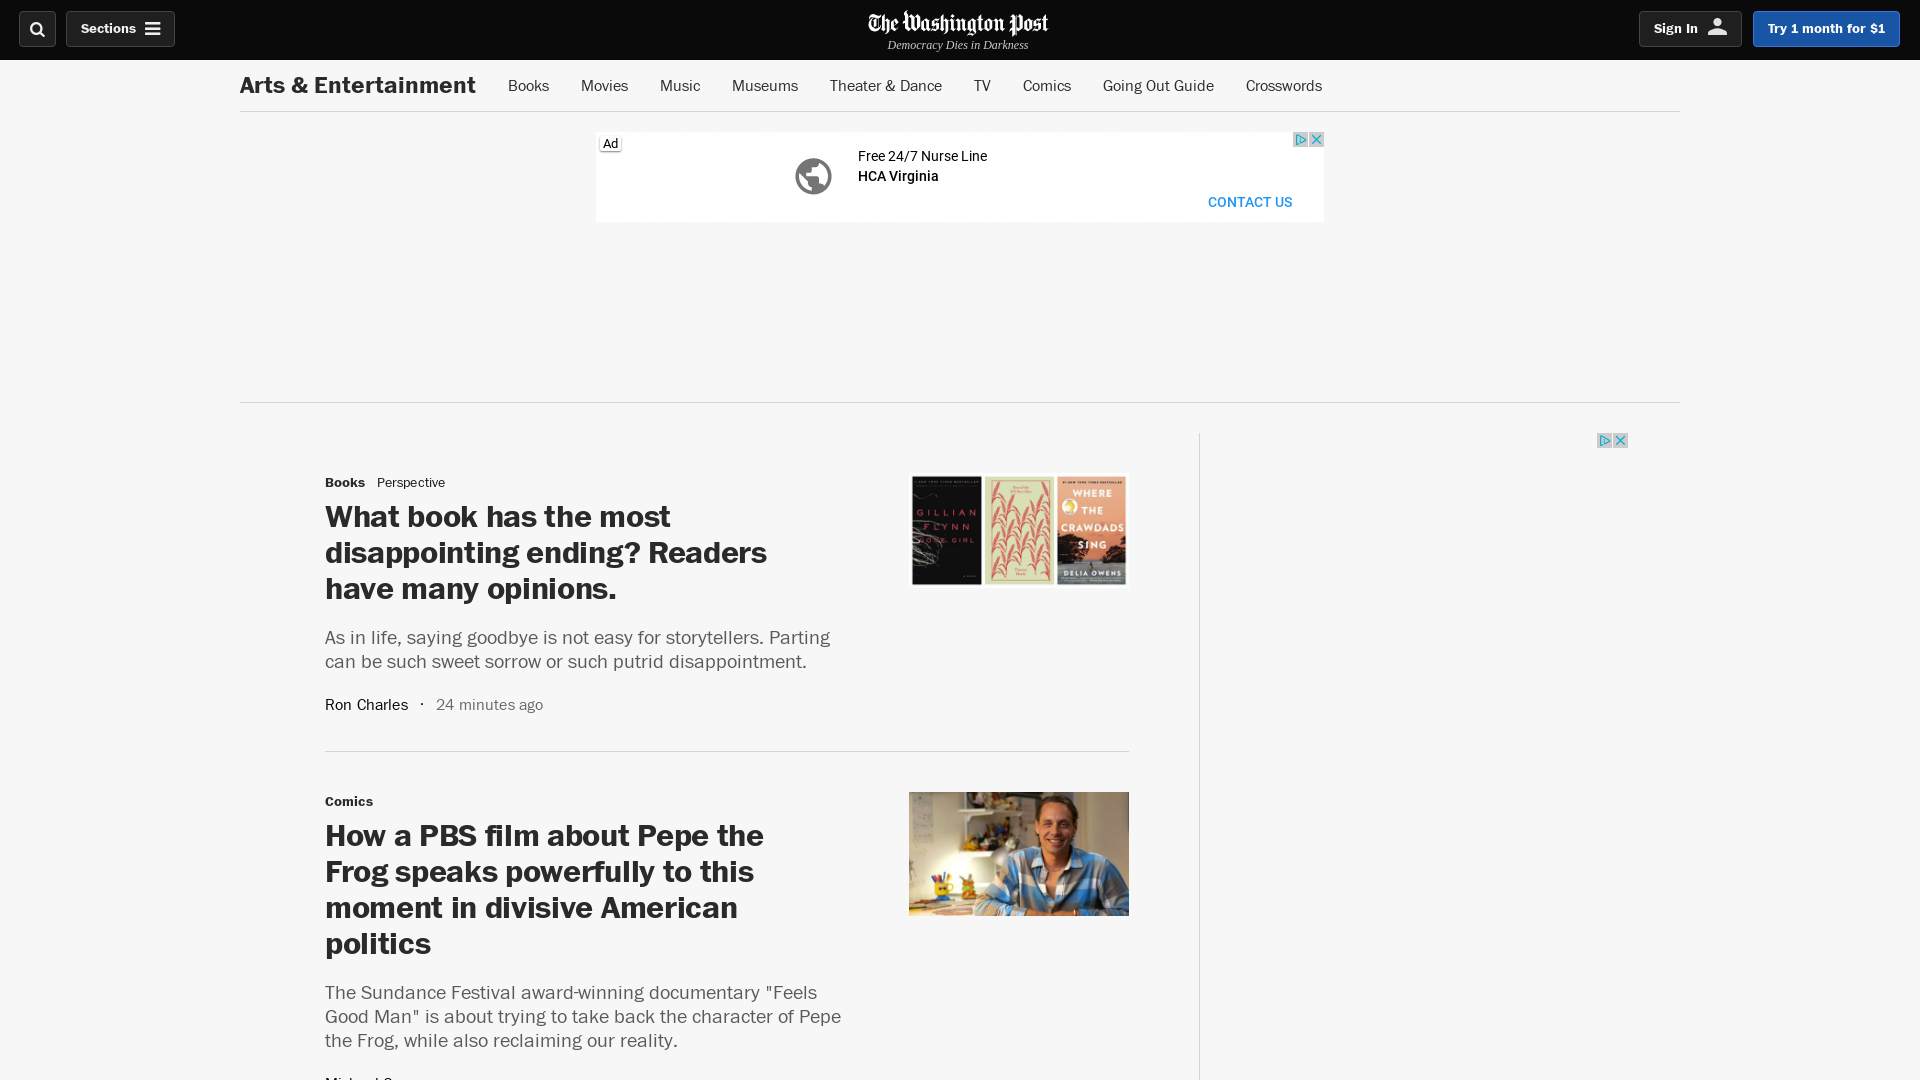 Sections
The Washington Post
Democracy Dies in Darkness
Sign In
Try 1 month for $1
Arts & Entertainment
Books
Movies
Music
Museums
Theater & Dance
TV
Comics
Going Out Guide
Crosswords
Ad
Free 24/7 Nurse Line
HCA Virginia
CONTACT US
Books Perspective
What book has the most
disappointing ending? Readers
have many opinions.
As in life, saying goodbye is not easy for storytellers. Parting
can be such sweet sorrow or such putrid disappointment.
Ron Charles · 24 minutes ago
GILLIAN
FLYNN
GONE GIRL
WHERE
THE
CRAWDADS
SING
DELIA OWENS
Comics
How a PBS film about Pepe the
Frog speaks powerfully to this
moment in divisive American
politics
The Sundance Festival award-winning documentary "Feels
Good Man" is about trying to take back the character of Pepe
the Frog, while also reclaiming our reality.